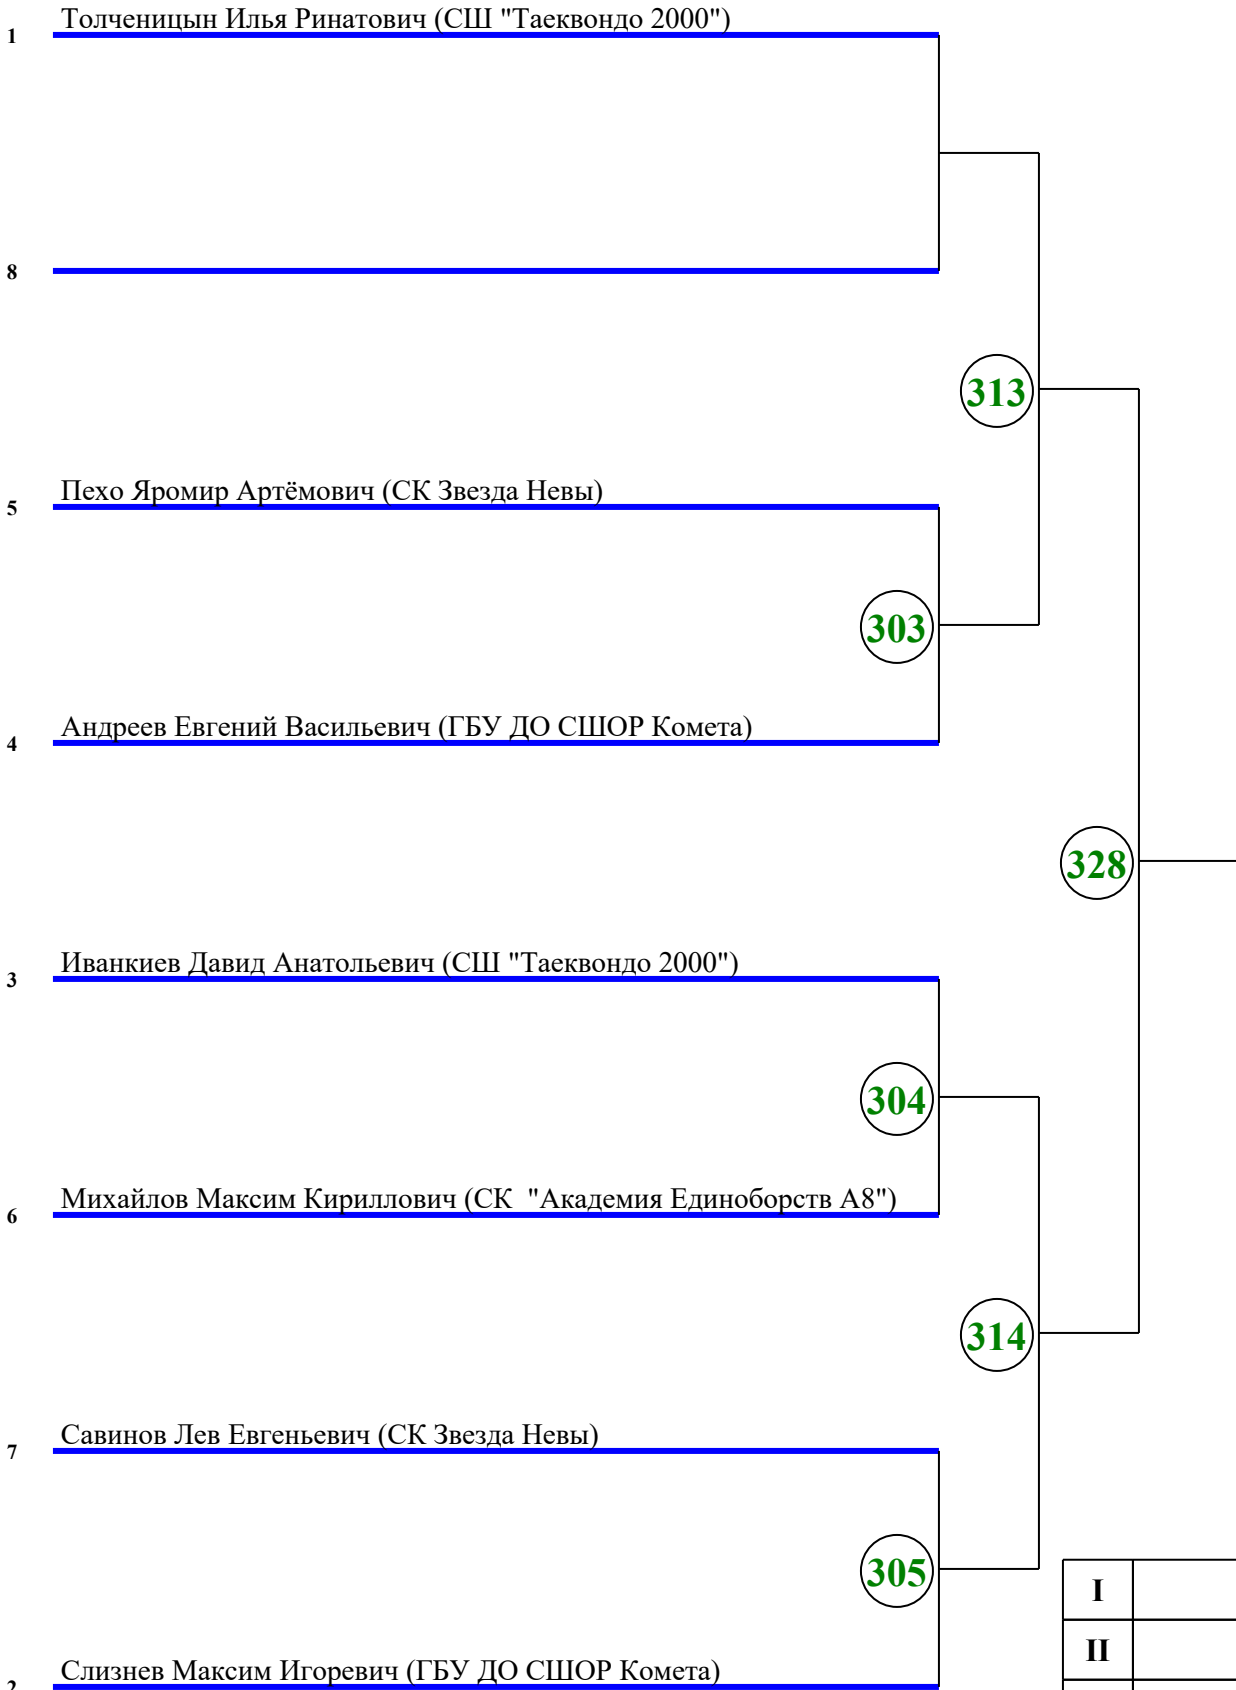 Толченицын Илья Ринатович (СШ "Таеквондо 2000")
1
8
313
Пехо Яромир Артёмович (СК Звезда Невы)
5
303
Андреев Евгений Васильевич (ГБУ ДО СШОР Комета)
4
328
Иванкиев Давид Анатольевич (СШ "Таеквондо 2000")
3
304
Михайлов Максим Кириллович (СК  "Академия Единоборств А8")
6
314
Савинов Лев Евгеньевич (СК Звезда Невы)
7
305
I
II
Слизнев Максим Игоревич (ГБУ ДО СШОР Комета)
2